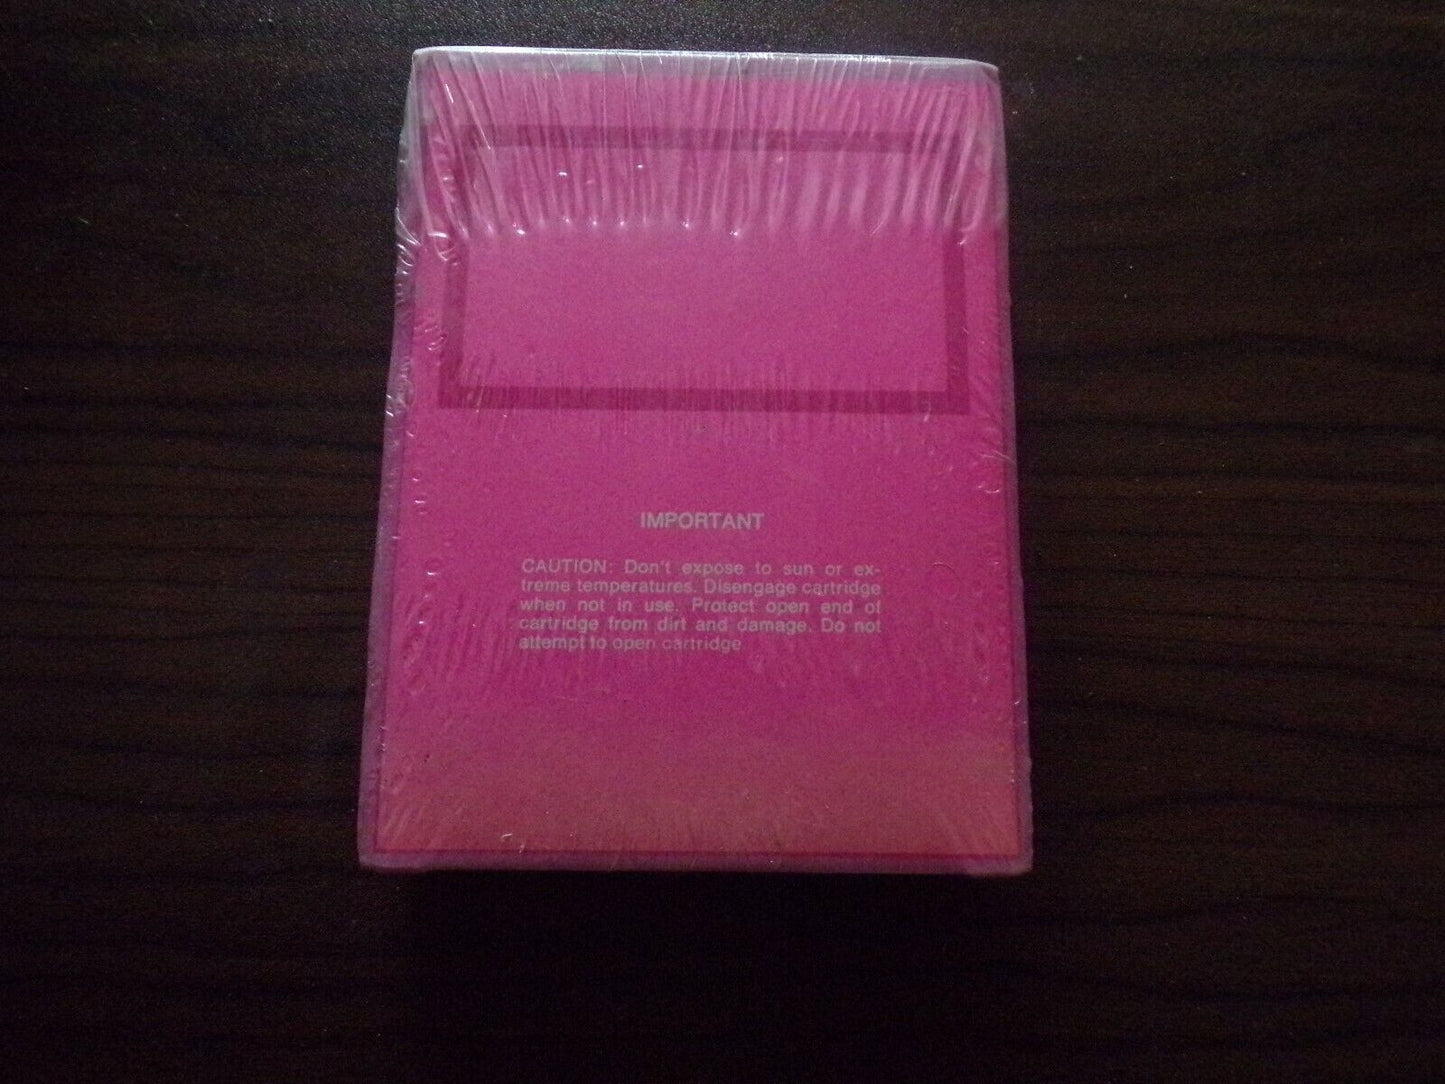 IMPORTANT
CAUTION: Don't expose to sun or ex-
treme temperatures. Disengage cartridge
when not in use. Protect open end of
cartridge from dirt and damage. Do not
attempt to open cartridge